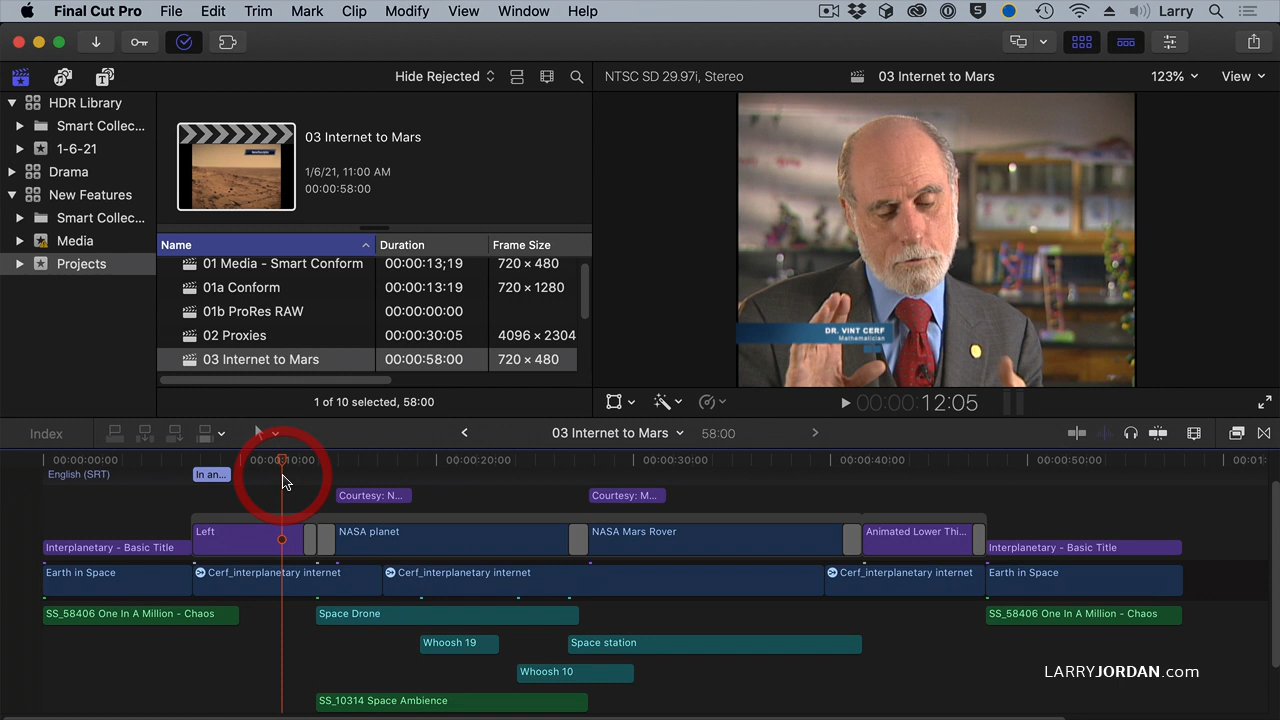 Final Cut Pro File Edit Trim Mark Clip Modify View Window Help Larry
Hide Rejected
NTSC SD 29.97i, Stereo 03 Internet to Mars 123% View
HDR Library
Smart Collec...
1-6-21
Drama
New Features
Smart Collec...
Media
Projects
03 Internet to Mars
1/6/21, 11:00 AM
00:00:58:00
Name Duration Frame Size
01 Media - Smart Conform 00:00:13;19 720 × 480
01a Conform 00:00:13:19 720 × 1280
01b ProRes RAW 00:00:00:00
02 Proxies 00:00:30:05 4096 × 2304
03 Internet to Mars 00:00:58:00 720 × 480
1 of 10 selected, 58:00
DR. VINT CERF
Mathematician
00:00:12:05
Index 03 Internet to Mars 58:00
00:00:00:00 00:00:10:00 00:00:20:00 00:00:30:00 00:00:40:00 00:00:50:00 00:01:
English (SRT) In an...
Courtesy: N... Courtesy: M...
Left NASA planet NASA Mars Rover Animated Lower Thi...
Interplanetary - Basic Title Interplanetary - Basic Title
Earth in Space Cerf_interplanetary internet Cerf_interplanetary internet Cerf_interplanetary internet Earth in Space
SS_58406 One In A Million - Chaos Space Drone SS_58406 One In A Million - Chaos
Whoosh 19 Space station
Whoosh 10
SS_10314 Space Ambience
LARRYJORDAN.com